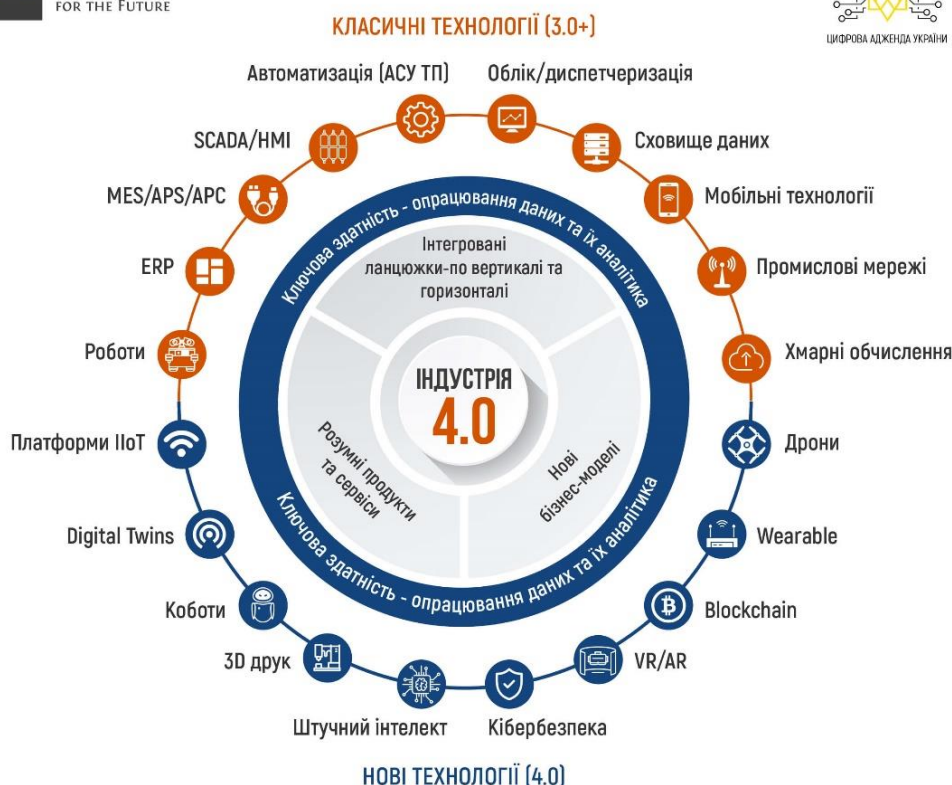 FOR THE FUTURE
ЦИФРОВА АДЖЕНДА УКРАЇНИ
КЛАСИЧНІ ТЕХНОЛОГІЇ (3.0+)
Автоматизація (АСУ ТП)
Облік/диспетчеризація
SCADA/HMI
Сховище даних
MES/APS/APC
Мобільні технології
ERP
Промислові мережі
Роботи
Хмарні обчислення
Ключова здатність - опрацювання даних та їх аналітика
Інтегровані
ланцюжки-по вертикалі та
горизонталі
ІНДУСТРІЯ
4.0
Розумні продукти
та сервіси
Нові
бізнес-моделі
Ключова здатність - опрацювання даних та їх аналітика
Платформи IIoT
Дрони
Digital Twins
Wearable
Коботи
Blockchain
3D друк
VR/AR
Штучний інтелект
Кібербезпека
НОВІ ТЕХНОЛОГІЇ (4.0)